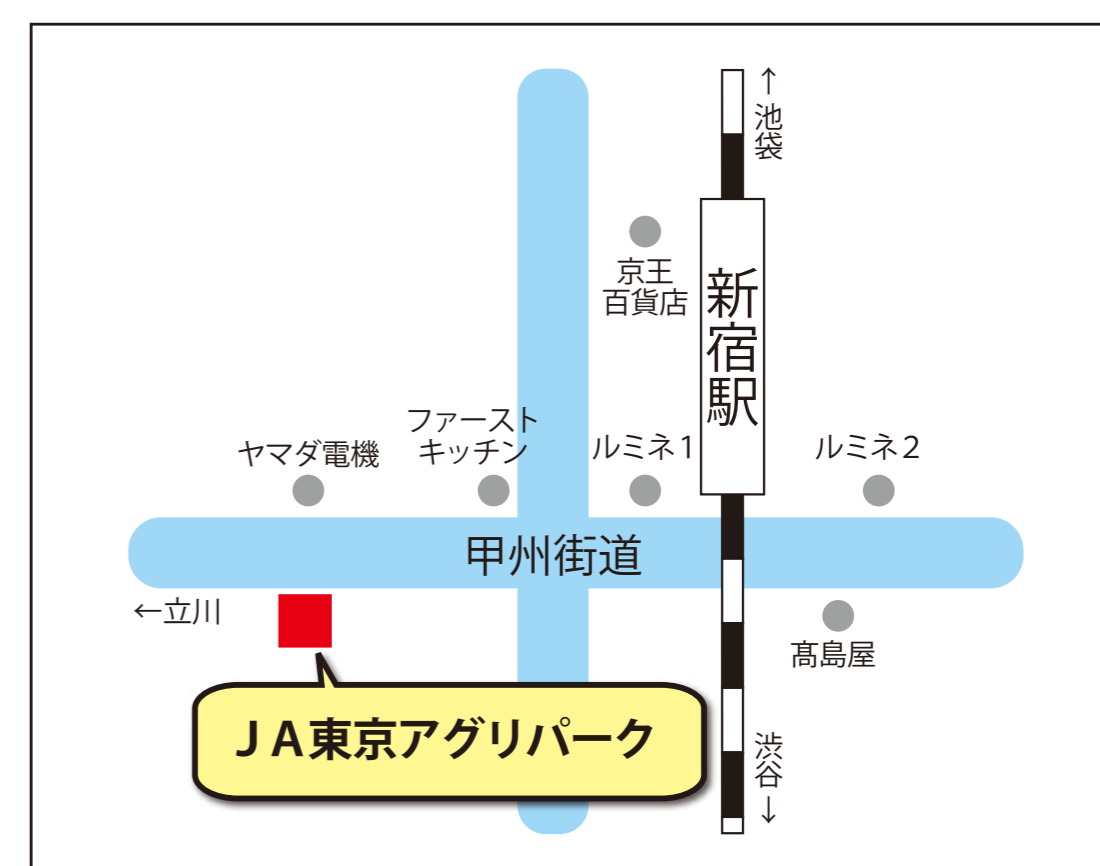 ↑池袋
京王
百貨店
新宿駅
ファースト
キッチン
ヤマダ電機
ルミネ1
ルミネ２
甲州街道
←立川
髙島屋
ＪＡ東京アグリパーク
渋谷↓